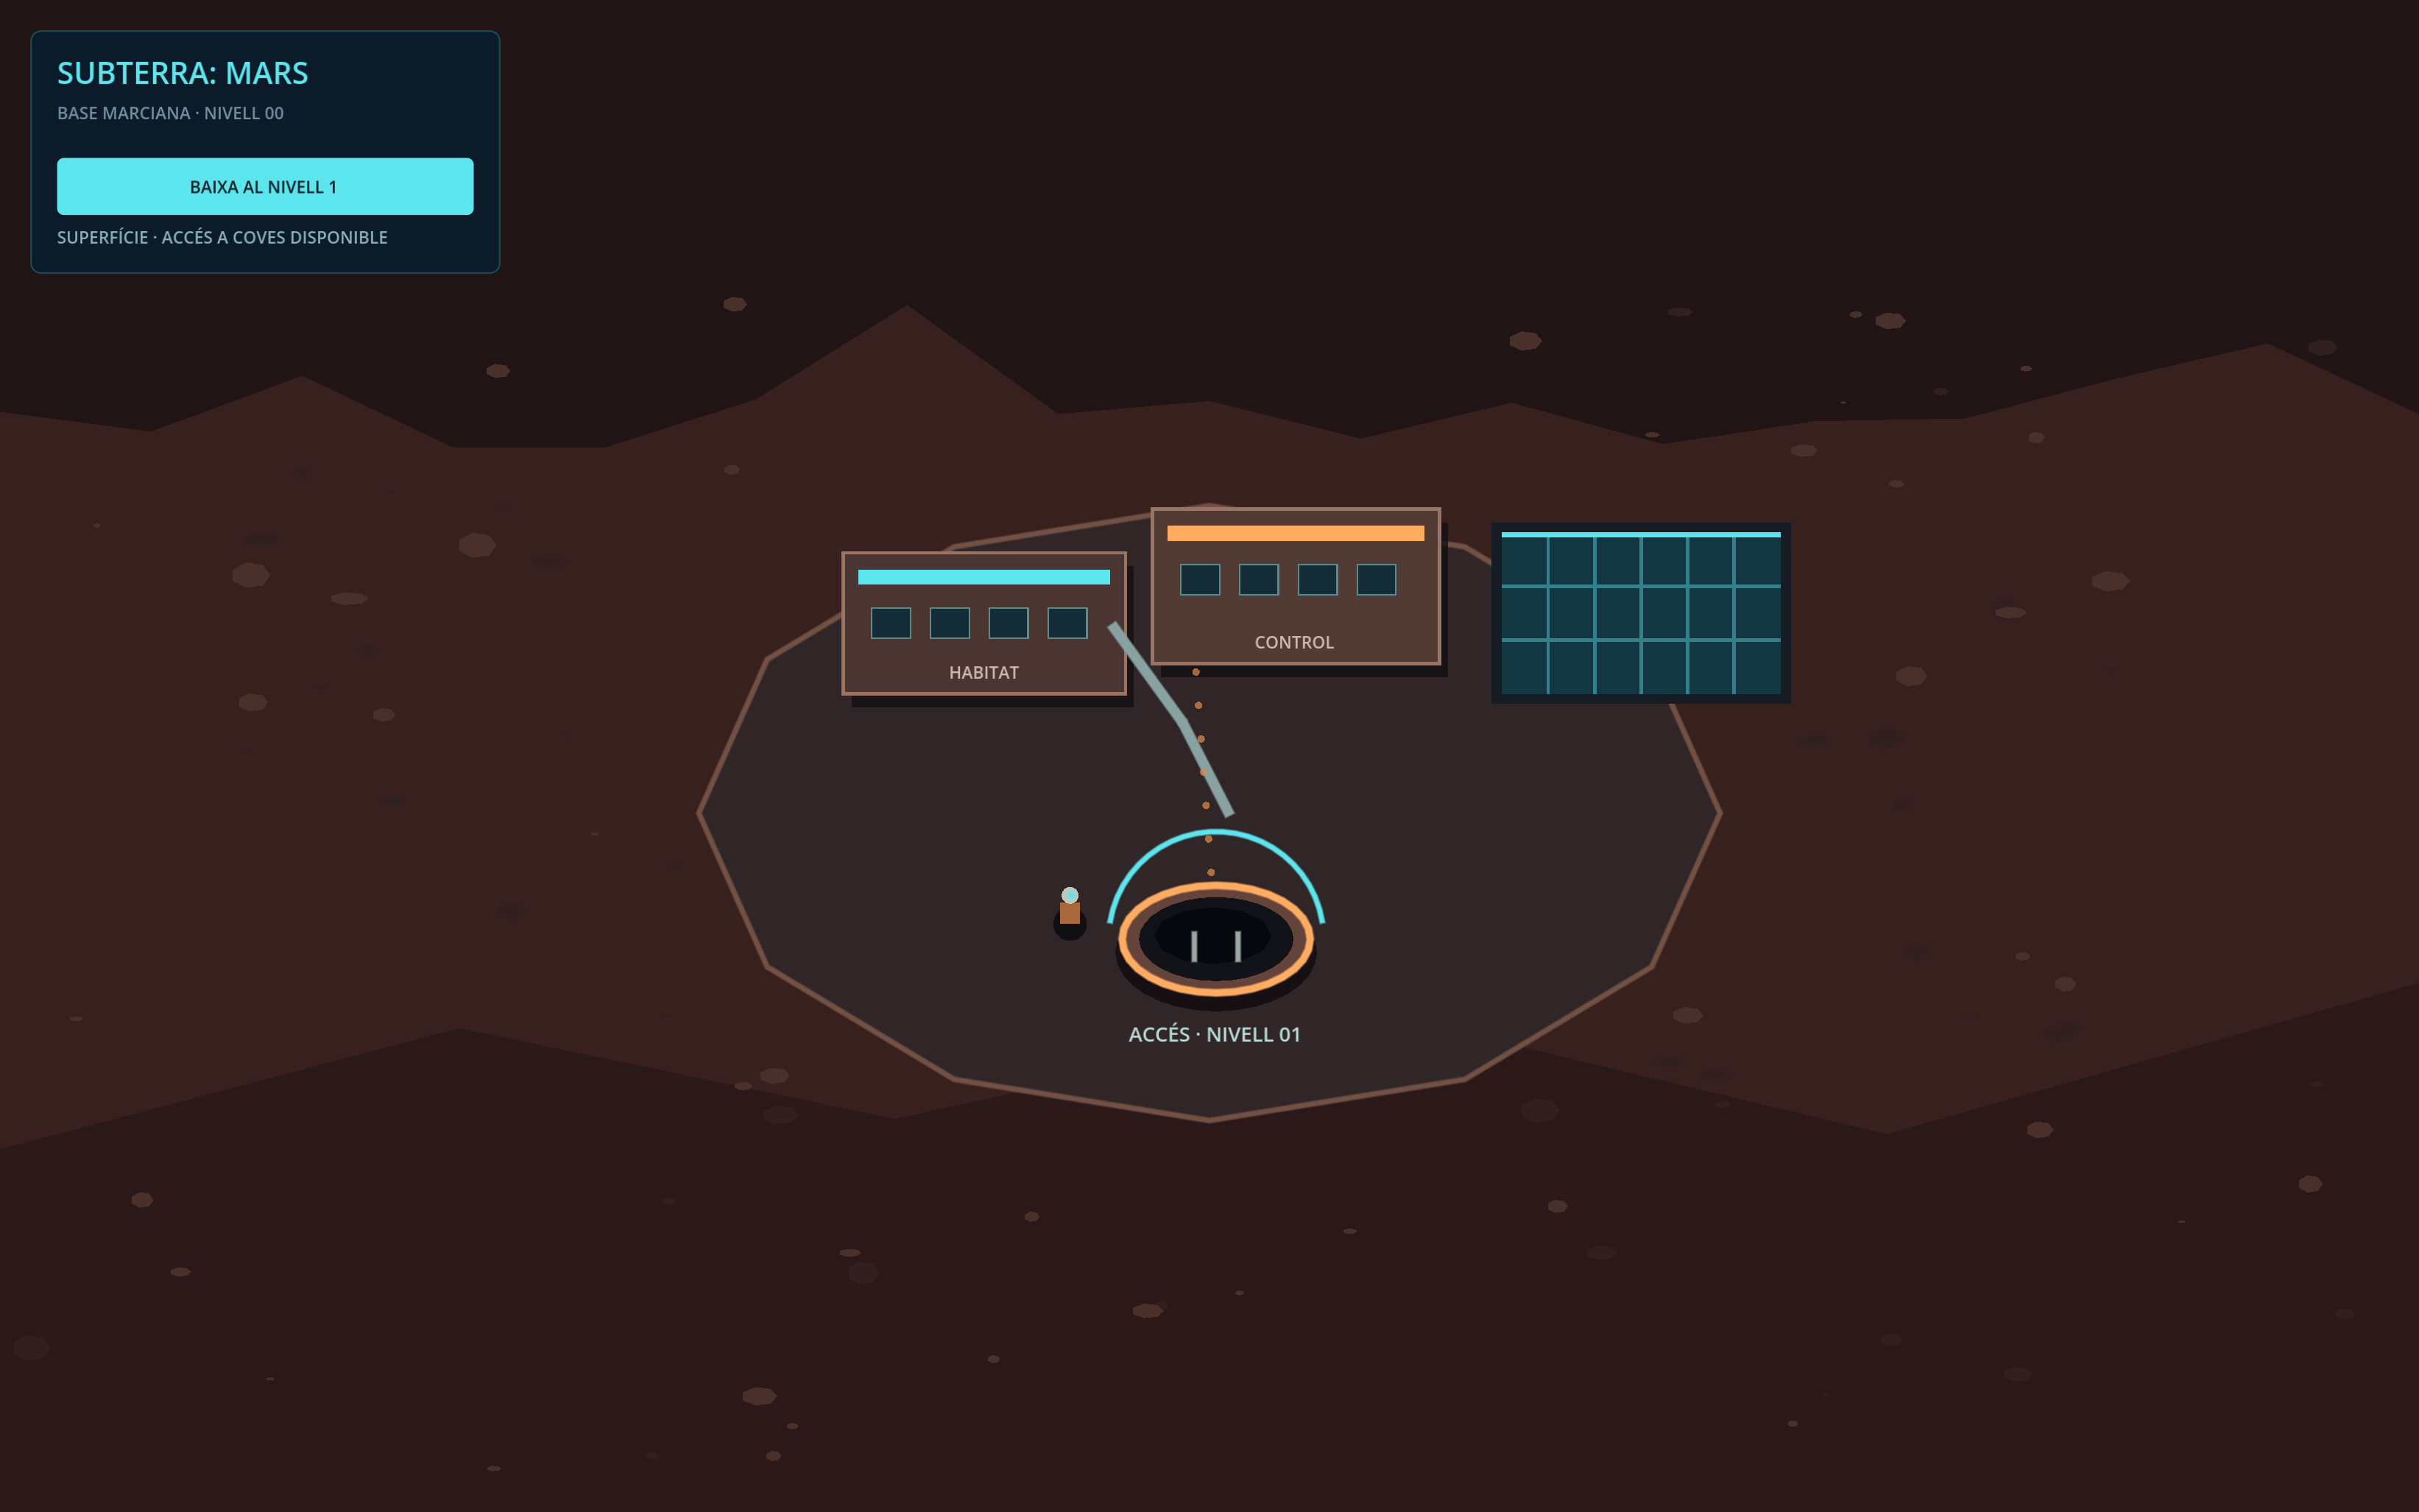 SUBTERRA: MARS
BASE MARCIANA · NIVELL 00
BAIXA AL NIVELL 1
SUPERFÍCIE · ACCÉS A COVES DISPONIBLE
CONTROL
HABITAT
ACCÉS · NIVELL 01